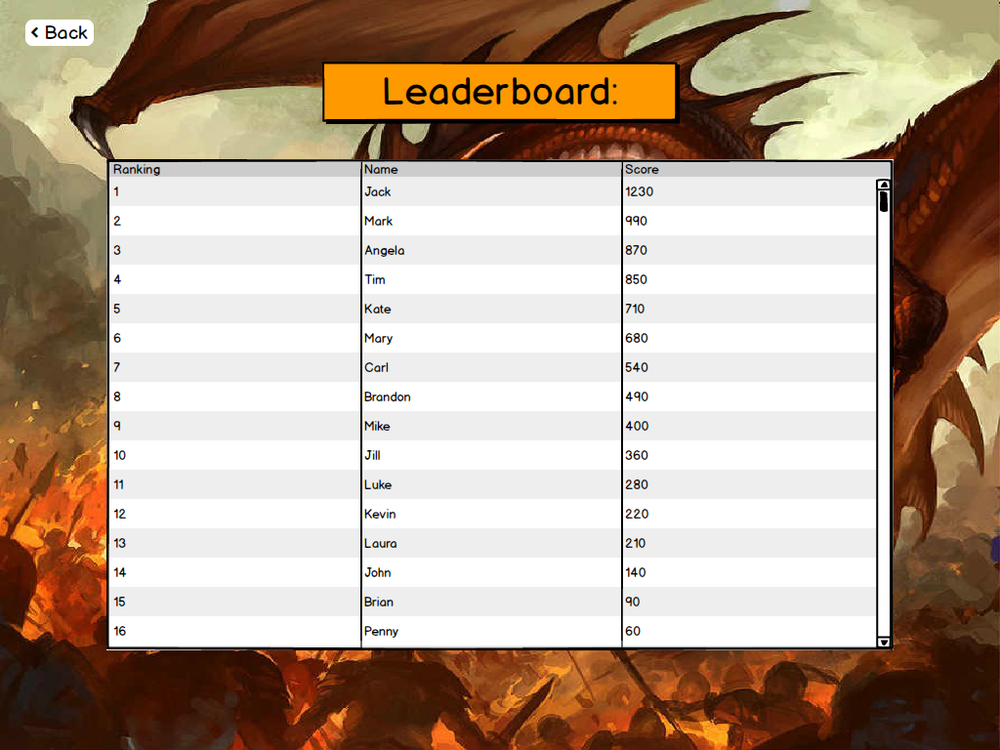 < Back
Leaderboard:
Ranking Name Score
1 Jack 1230
2 Mark 990
3 Angela 870
4 Tim 850
5 Kate 710
6 Mary 680
7 Carl 540
8 Brandon 490
9 Mike 400
10 Jill 360
11 Luke 280
12 Kevin 220
13 Laura 210
14 John 140
15 Brian 90
16 Penny 60